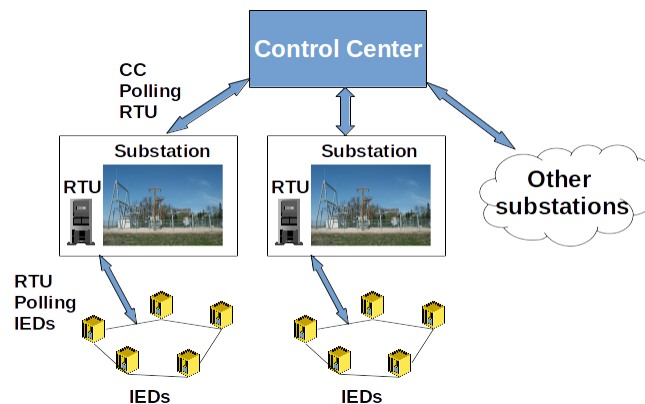 Control Center
CC
Polling
RTU
Substation
RTU
Substation
RTU
Other
substations
RTU
Polling
IEDs
IEDs
IEDs